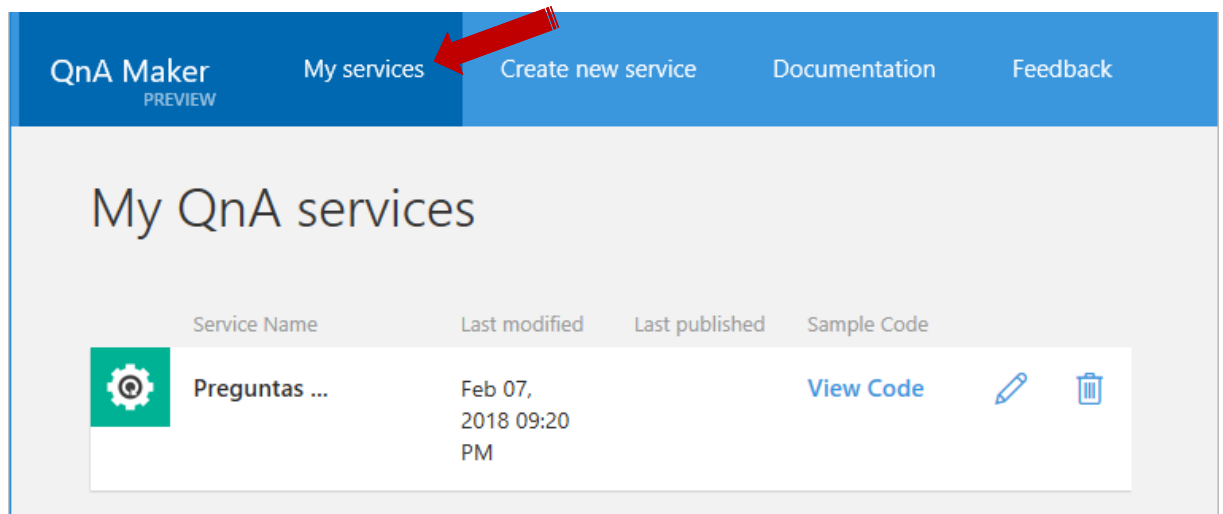 QnA Maker My services Create new service Documentation Feedback
PREVIEW
My QnA services
Service Name Last modified Last published Sample Code
Preguntas ... Feb 07, View Code
2018 09:20
PM